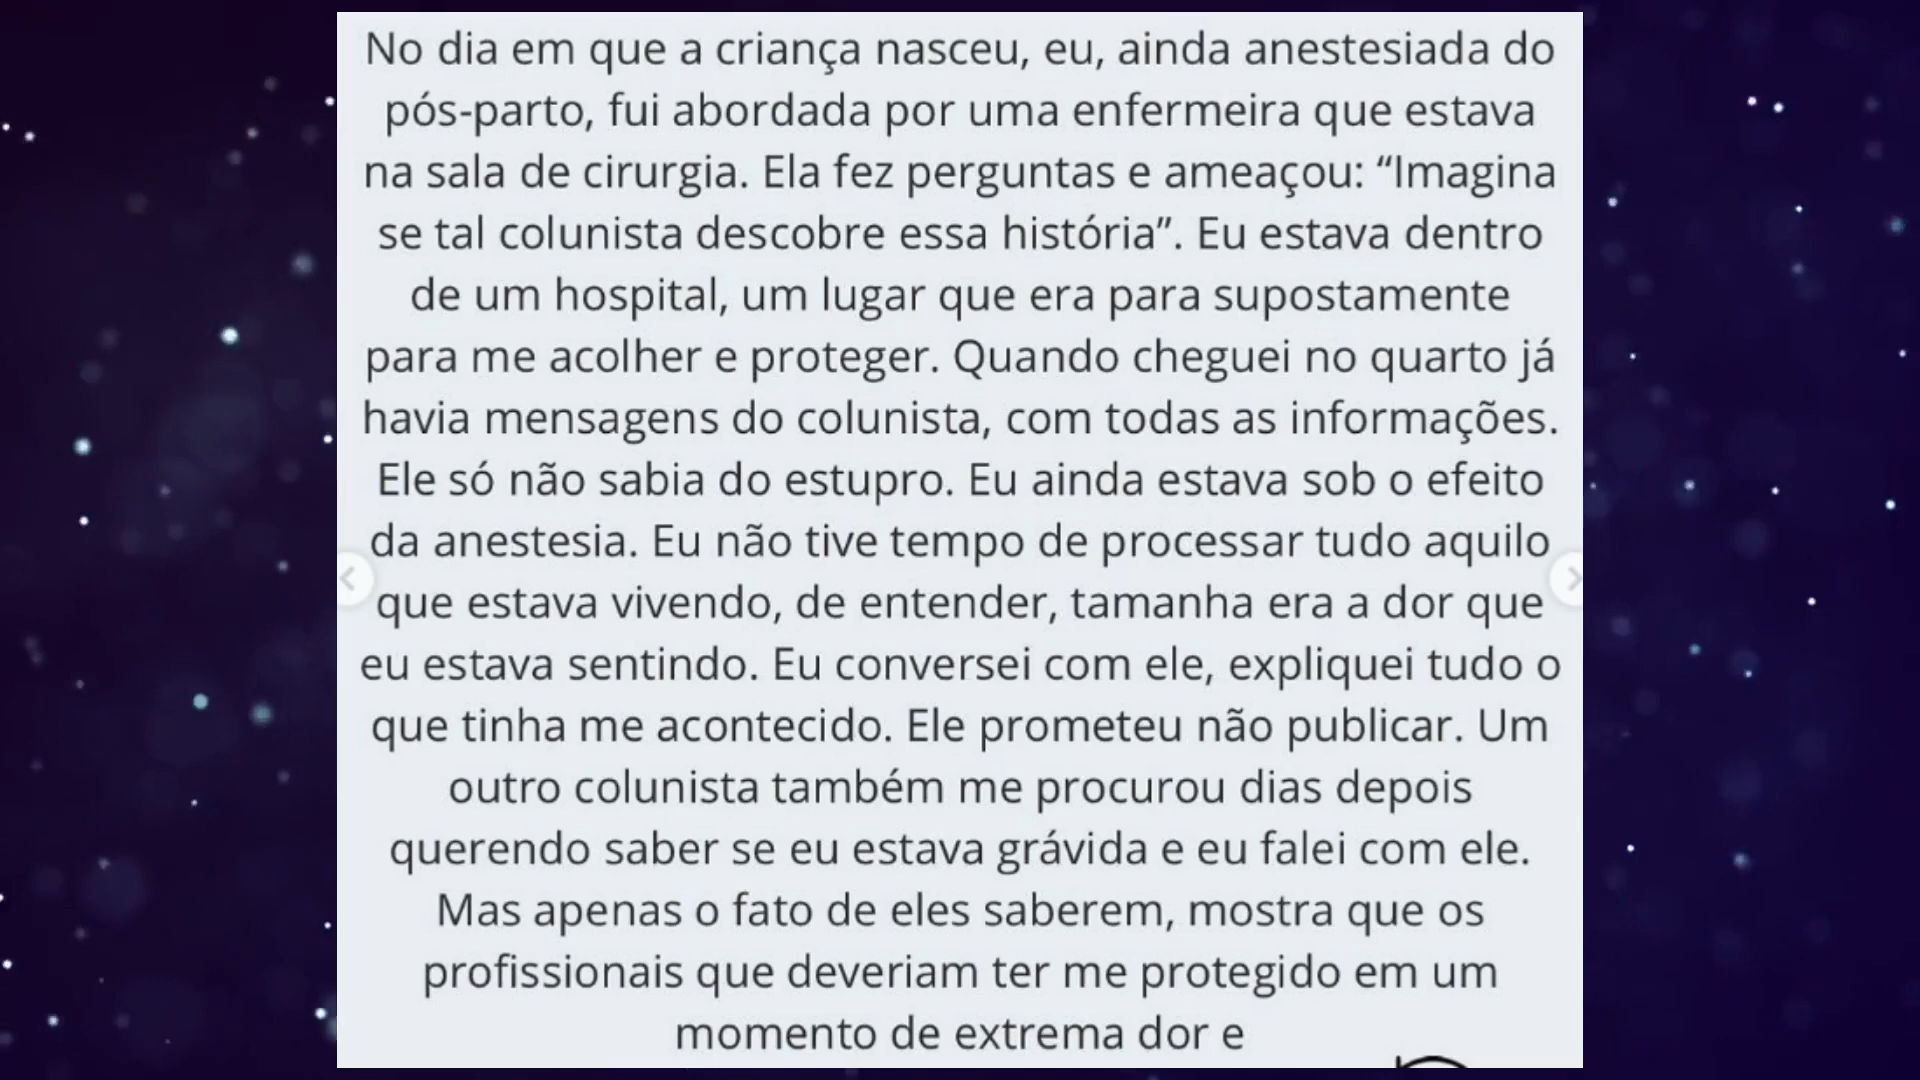 No dia em que a criança nasceu, eu, ainda anestesiada do
pós-parto, fui abordada por uma enfermeira que estava
na sala de cirurgia. Ela fez perguntas e ameaçou: “Imagina
se tal colunista descobre essa história”. Eu estava dentro
de um hospital, um lugar que era para supostamente
para me acolher e proteger. Quando cheguei no quarto já
havia mensagens do colunista, com todas as informações.
Ele só não sabia do estupro. Eu ainda estava sob o efeito
da anestesia. Eu não tive tempo de processar tudo aquilo
que estava vivendo, de entender, tamanha era a dor que
eu estava sentindo. Eu conversei com ele, expliquei tudo o
que tinha me acontecido. Ele prometeu não publicar. Um
outro colunista também me procurou dias depois
querendo saber se eu estava grávida e eu falei com ele.
Mas apenas o fato de eles saberem, mostra que os
profissionais que deveriam ter me protegido em um
momento de extrema dor e